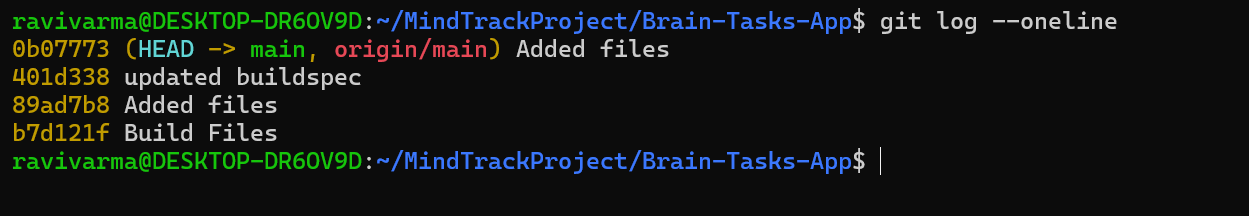 ravivarma@DESKTOP-DR6OV9D:~/MindTrackProject/Brain-Tasks-App$ git log --oneline
0b07773 (HEAD -> main, origin/main) Added files
401d338 updated buildspec
89ad7b8 Added files
b7d121f Build Files
ravivarma@DESKTOP-DR6OV9D:~/MindTrackProject/Brain-Tasks-App$